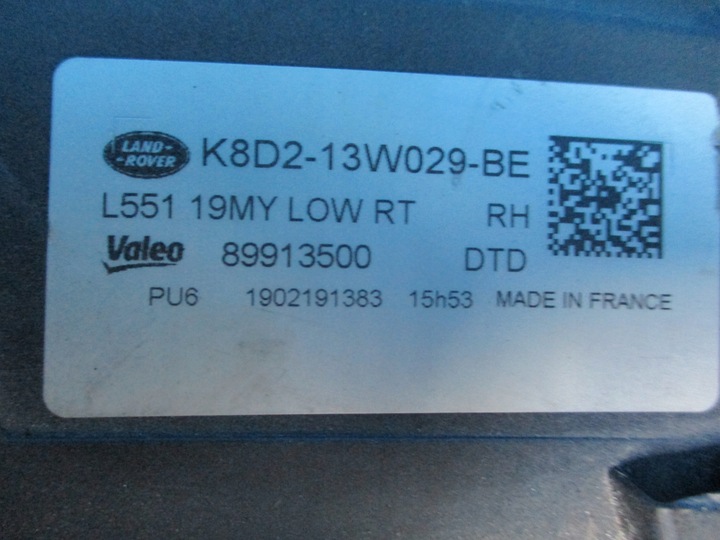 LAND-
-ROVER
K8D2-13W029-BE
L551 19MY LOW RT RH
Valeo 89913500 DTD
PU6 1902191383 15h53 MADE IN FRANCE